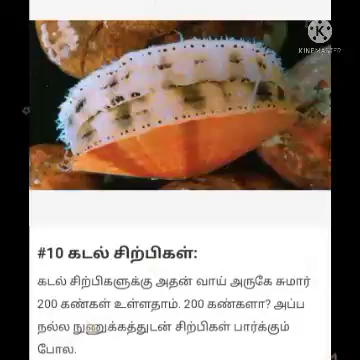 KINEMASTER
#10 கடல் சிற்பிகள்:
கடல் சிற்பிகளுக்கு அதன் வாய் அருகே சுமார்
200 கண்கள் உள்ளதாம். 200 கண்களா? அப்ப
நல்ல நுணுக்கத்துடன் சிற்பிகள் பார்க்கும்
போல.